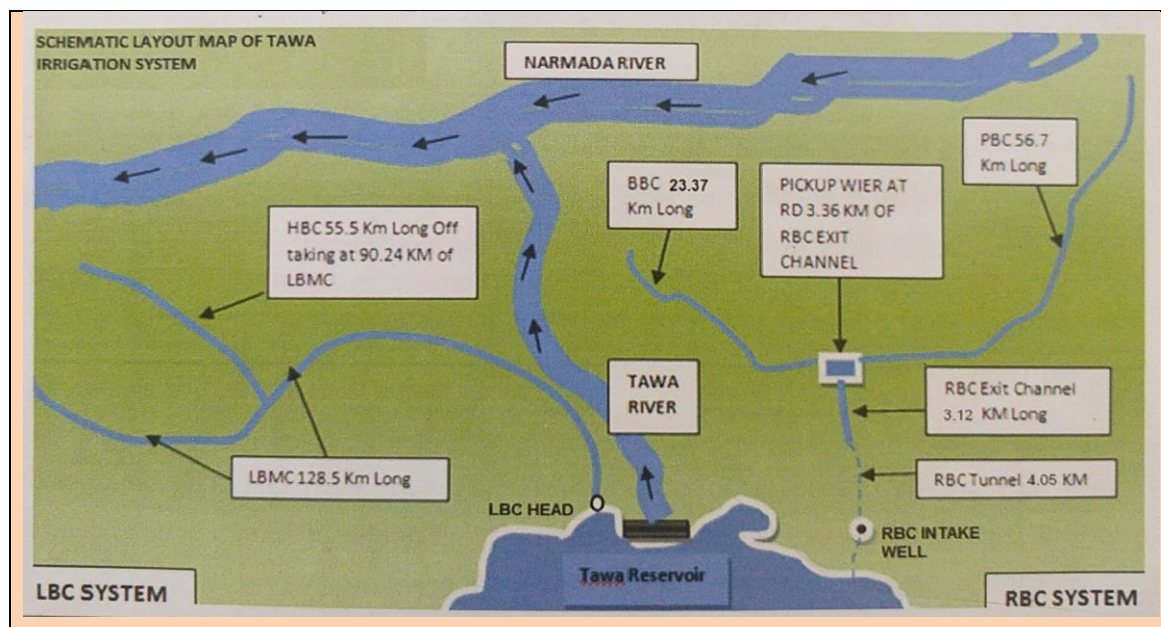 SCHEMATIC LAYOUT MAP OF TAWA
IRRIGATION SYSTEM
NARMADA RIVER
PBC 56.7
Km Long
BBC 23.37
Km Long
PICKUP WIER AT
RD 3.36 KM OF
RBC EXIT
CHANNEL
HBC 55.5 Km Long Off
taking at 90.24 KM of
LBMC
TAWA
RIVER
RBC Exit Channel
3.12 KM Long
LBMC 128.5 Km Long
RBC Tunnel 4.05 KM
LBC HEAD
RBC INTAKE
WELL
Tawa Reservoir
LBC SYSTEM
RBC SYSTEM